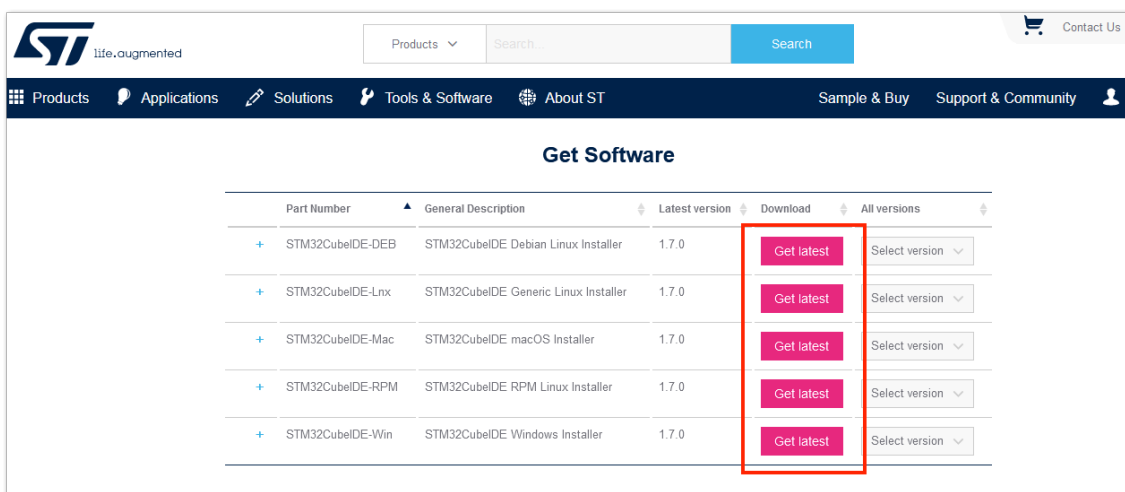 ST life.augmented
Products Search... Search
Contact Us
Products Applications Solutions Tools & Software About ST Sample & Buy Support & Community
Get Software
Part Number General Description Latest version Download All versions
+ STM32CubeIDE-DEB STM32CubeIDE Debian Linux Installer 1.7.0 Get latest Select version
+ STM32CubeIDE-Lnx STM32CubeIDE Generic Linux Installer 1.7.0 Get latest Select version
+ STM32CubeIDE-Mac STM32CubeIDE macOS Installer 1.7.0 Get latest Select version
+ STM32CubeIDE-RPM STM32CubeIDE RPM Linux Installer 1.7.0 Get latest Select version
+ STM32CubeIDE-Win STM32CubeIDE Windows Installer 1.7.0 Get latest Select version